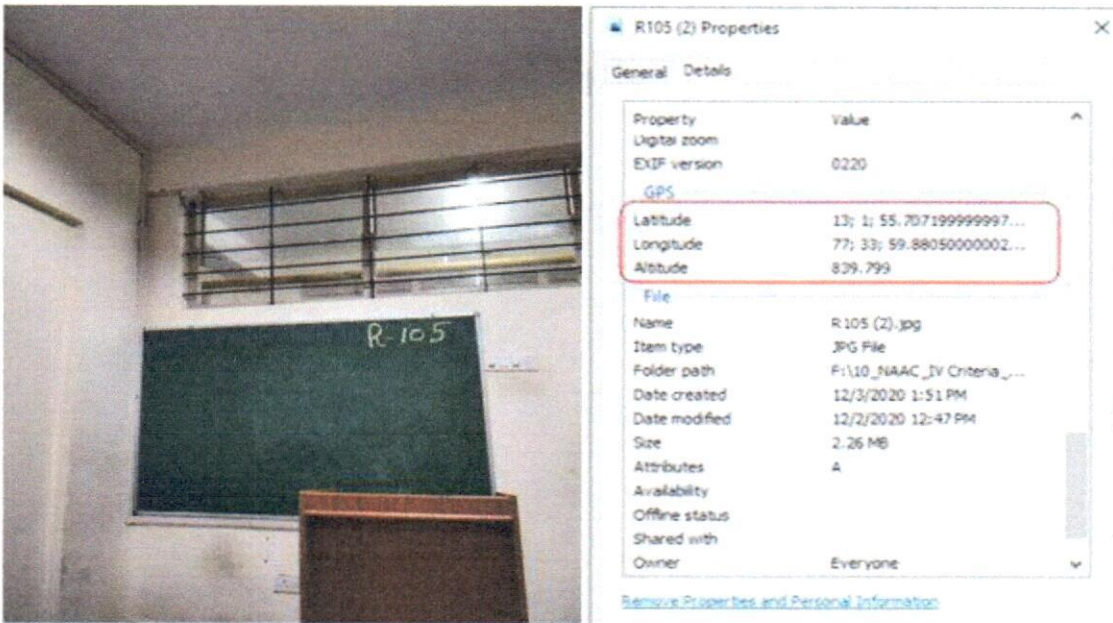 R-105
R105 (2) Properties
General Details
Property Value
Digital zoom
EXIF version 0220
GPS
Latitude 13; 1; 55.707199999997...
Longitude 77; 33; 59.88050000002...
Altitude 839.799
File
Name R105 (2).jpg
Item type JPG File
Folder path F:\10_NAAC_IV Criteria_...
Date created 12/3/2020 1:51 PM
Date modified 12/2/2020 12:47 PM
Size 2.26 MB
Attributes A
Availability
Offline status
Shared with
Owner Everyone
Remove Properties and Personal Information